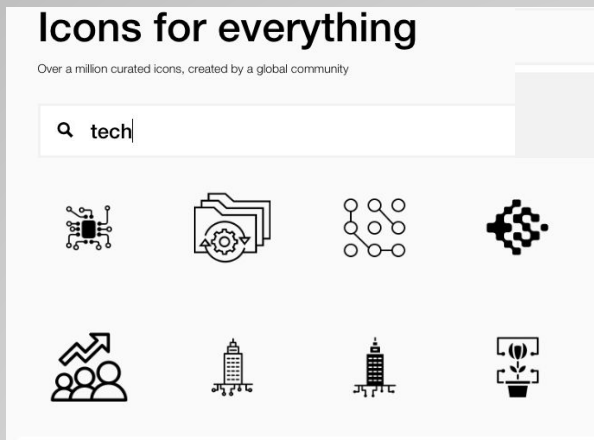 Icons for everything
Over a million curated icons, created by a global community
tech